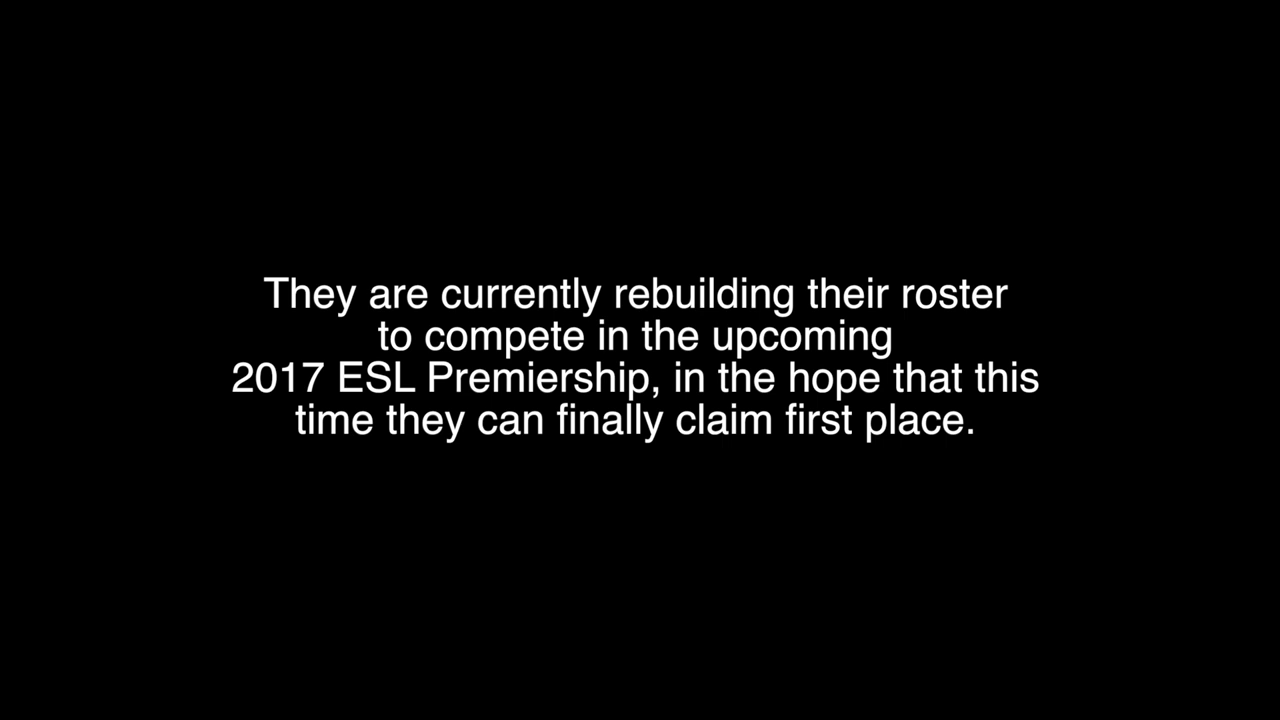 They are currently rebuilding their roster
to compete in the upcoming
2017 ESL Premiership, in the hope that this
time they can finally claim first place.